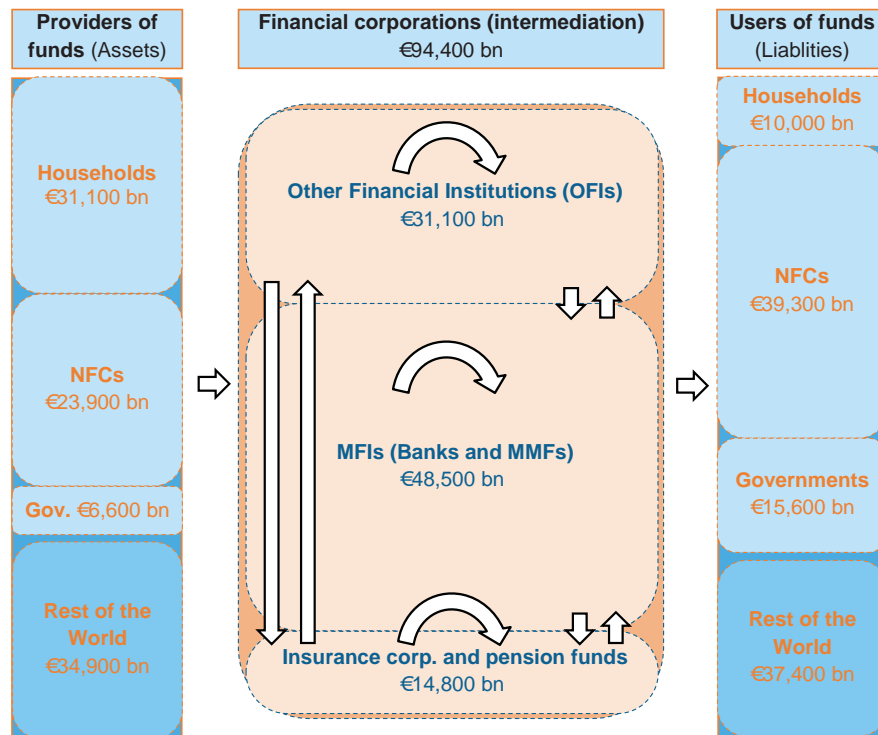 Providers of
funds (Assets)
Financial corporations (intermediation)
€94,400 bn
Users of funds
(Liablities)
Households
€31,100 bn
NFCs
€23,900 bn
Gov. €6,600 bn
Rest of the
World
€34,900 bn
Other Financial Institutions (OFIs)
€31,100 bn
MFIs (Banks and MMFs)
€48,500 bn
Insurance corp. and pension funds
€14,800 bn
Households
€10,000 bn
NFCs
€39,300 bn
Governments
€15,600 bn
Rest of the
World
€37,400 bn